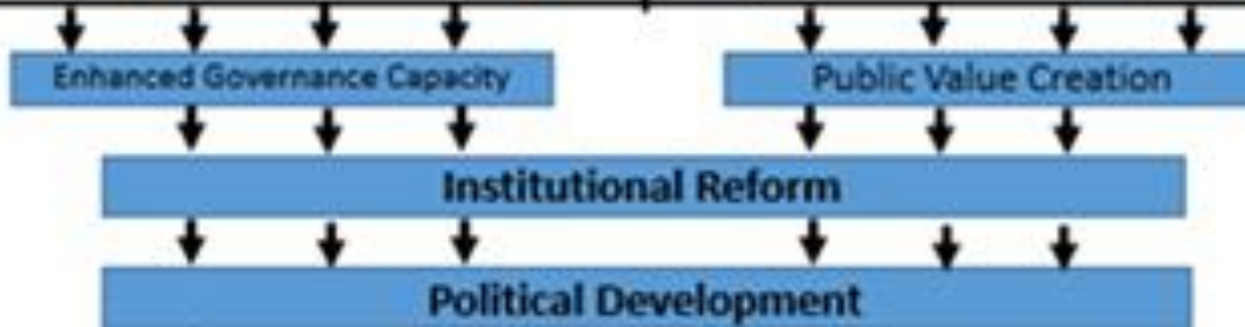 Enhanced Governance Capacity
Public Value Creation
Institutional Reform
Political Development